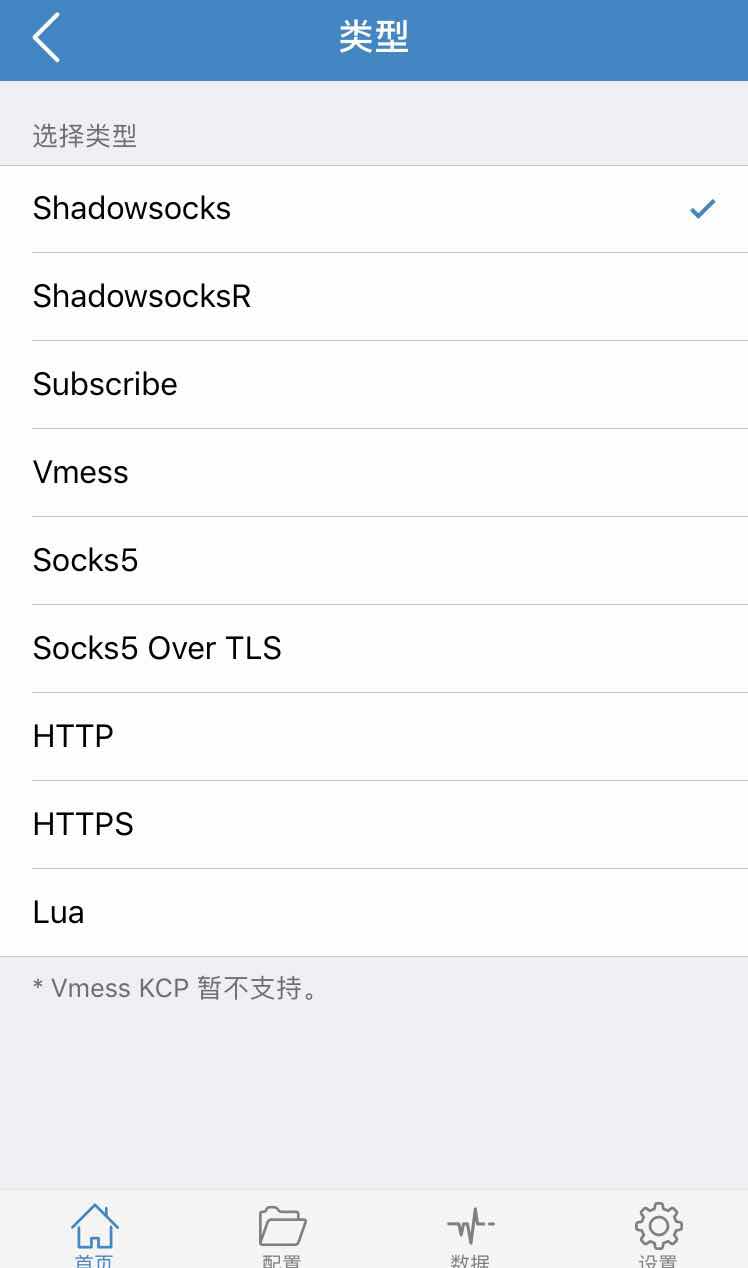 类型
选择类型
Shadowsocks
ShadowsocksR
Subscribe
Vmess
Socks5
Socks5 Over TLS
HTTP
HTTPS
Lua
* Vmess KCP 暂不支持。
首页 配置 数据 设置